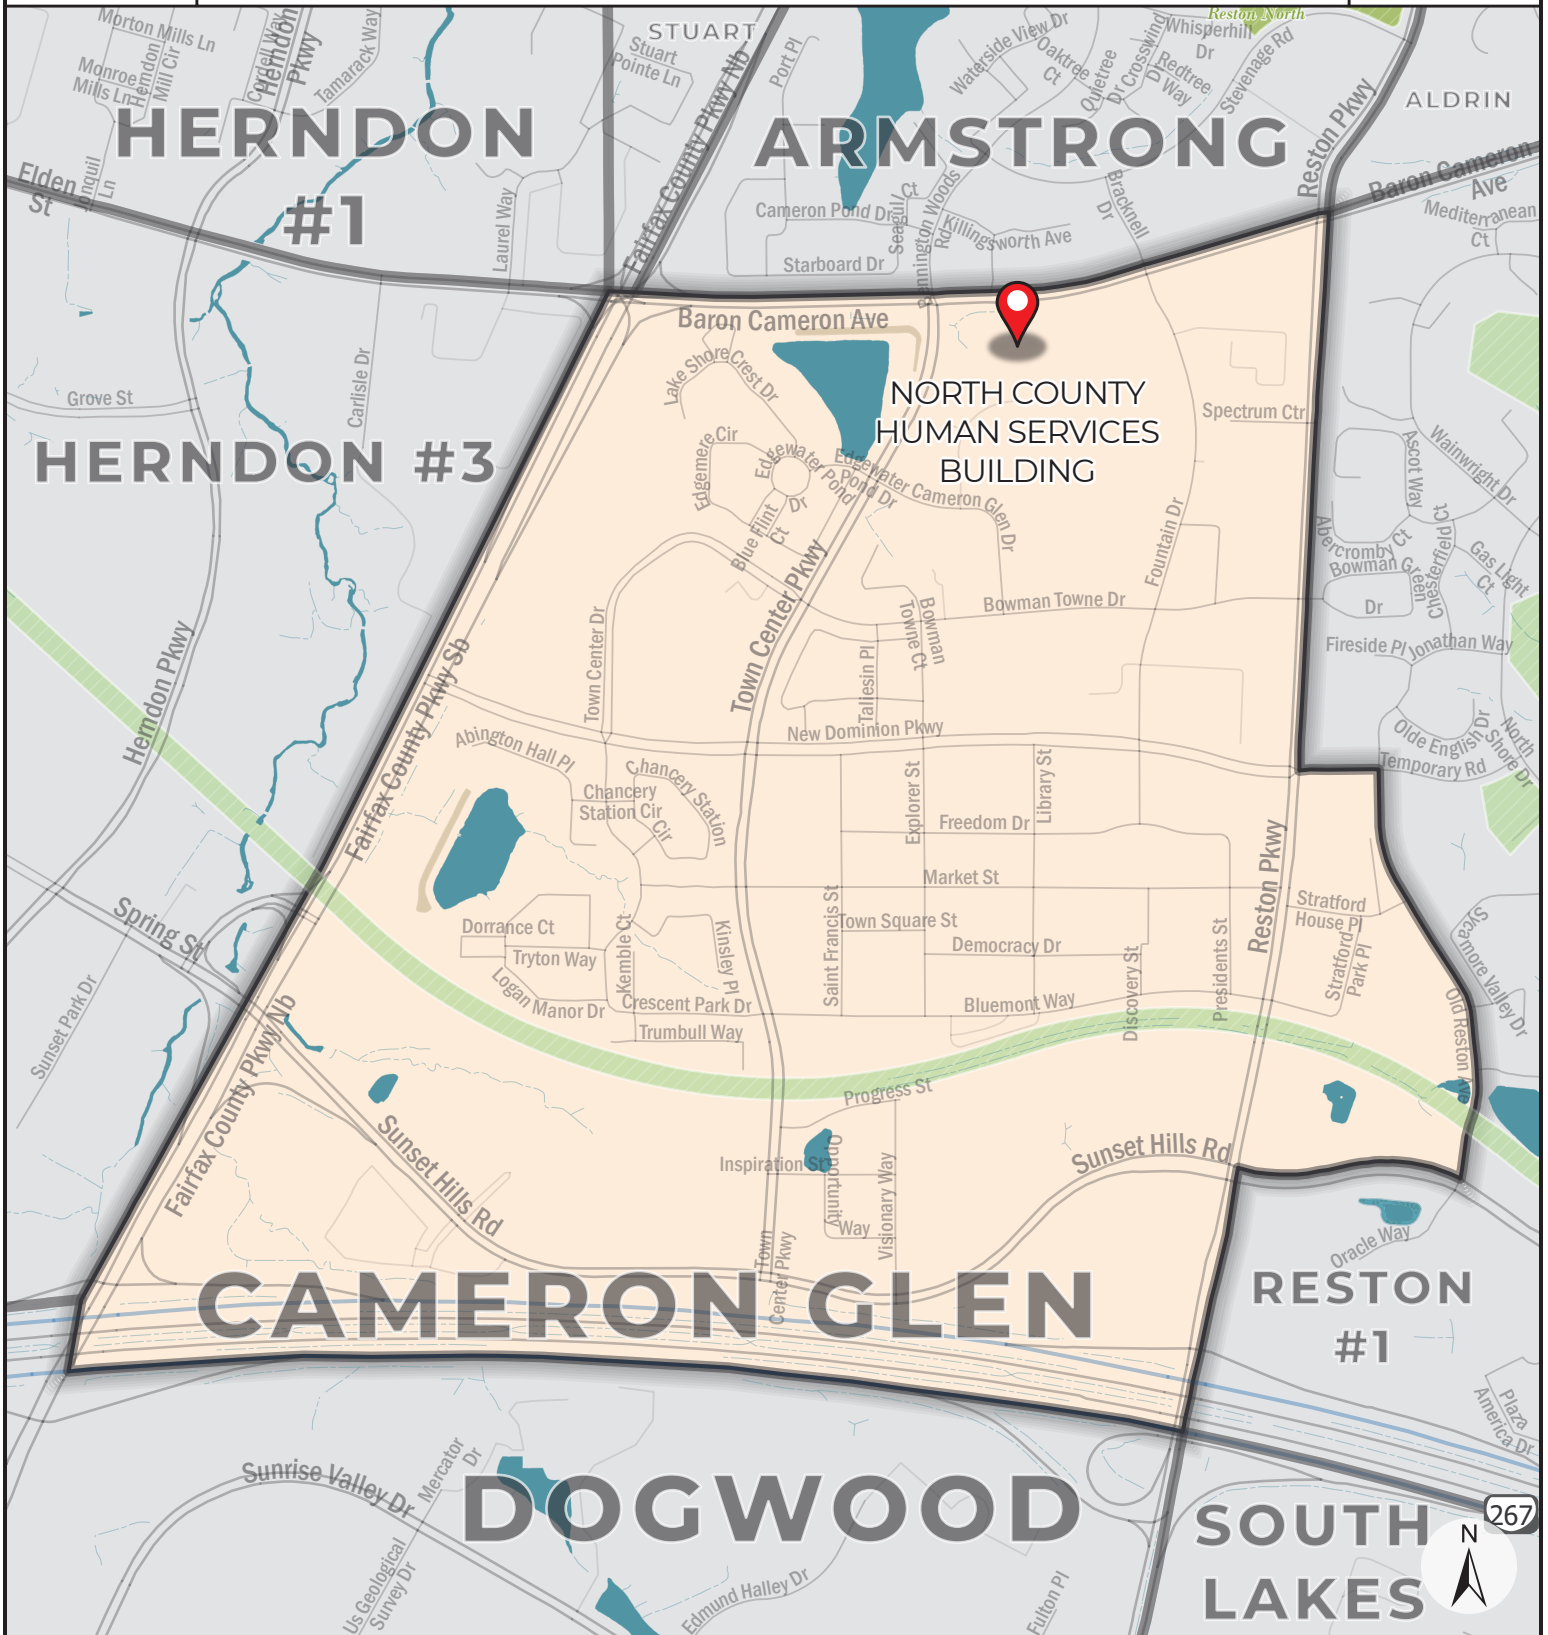 Reston North
Morton Mills Ln
Herndon
Pkwy
Tamarack Way
STUART
Stuart
Pointe Ln
Port Pl
Waterside View Dr
Oaktree
Ct
Quietree
Dr
Crosswind
Dr
Whisperhill
Dr
Redtree
Way
Stevenage Rd
Reston Pkwy
ALDRIN
Monroe
Mills Ln
Herndon
Mill Cir
HERNDON
#1
ARMSTRONG
Fairfax County Pkwy Nb
Elden
St
Jonquil
Ln
Laurel Way
Cameron Pond Dr
Seagull
Ct
Bennington Woods
Rd
Killingsworth Ave
Bracknell
Dr
Starboard Dr
Baron Cameron
Ave
Mediterranean
Ct
Baron Cameron Ave
Lake Shore
Crest Dr
NORTH COUNTY
HUMAN SERVICES
BUILDING
Spectrum Ctr
Grove St
Carlisle Dr
HERNDON #3
Edgemere Cir
Edgewater Pond
Dr
Edgewater
Pond Dr
Cameron Glen Dr
Blue Flint
Ct
Fountain Dr
Ascot Way
Wainwright Dr
Abercromby Ct
Chesterfield Ct
Bowman Green
Dr
Gas Light
Ct
Bowman Towne Dr
Bowman
Towne Ct
Fireside Pl
Jonathan Way
Herndon Pkwy
Town Center Dr
Town Center Pkwy
Taliesin Pl
Fairfax County Pkwy Sb
New Dominion Pkwy
Olde English Dr
North
Shore Dr
Temporary Rd
Abington Hall Pl
Chancery
Station Cir
Chancery Station
Cir
Explorer St
Library St
Freedom Dr
Reston Pkwy
Market St
Saint Francis St
Town Square St
Democracy Dr
Stratford
House Pl
Stratford
Park Pl
Spring St
Dorrance Ct
Tryton Way
Kemble Ct
Kinsley Pl
Logan Manor Dr
Crescent Park Dr
Trumbull Way
Bluemont Way
Discovery St
Presidents St
Sycamore Valley Dr
Old Reston Ave
Sunset Park Dr
Fairfax County Pkwy Nb
Progress St
Sunset Hills Rd
Inspiration St
Opportunity
Way
Visionary Way
Sunset Hills Rd
Town
Center Pkwy
Oracle Way
CAMERON GLEN
RESTON
#1
Plaza
America Dr
Sunrise Valley Dr
Mercator
Dr
DOGWOOD
SOUTH
LAKES
267
N
Us Geological
Survey Dr
Edmund Halley Dr
Fulton Pl